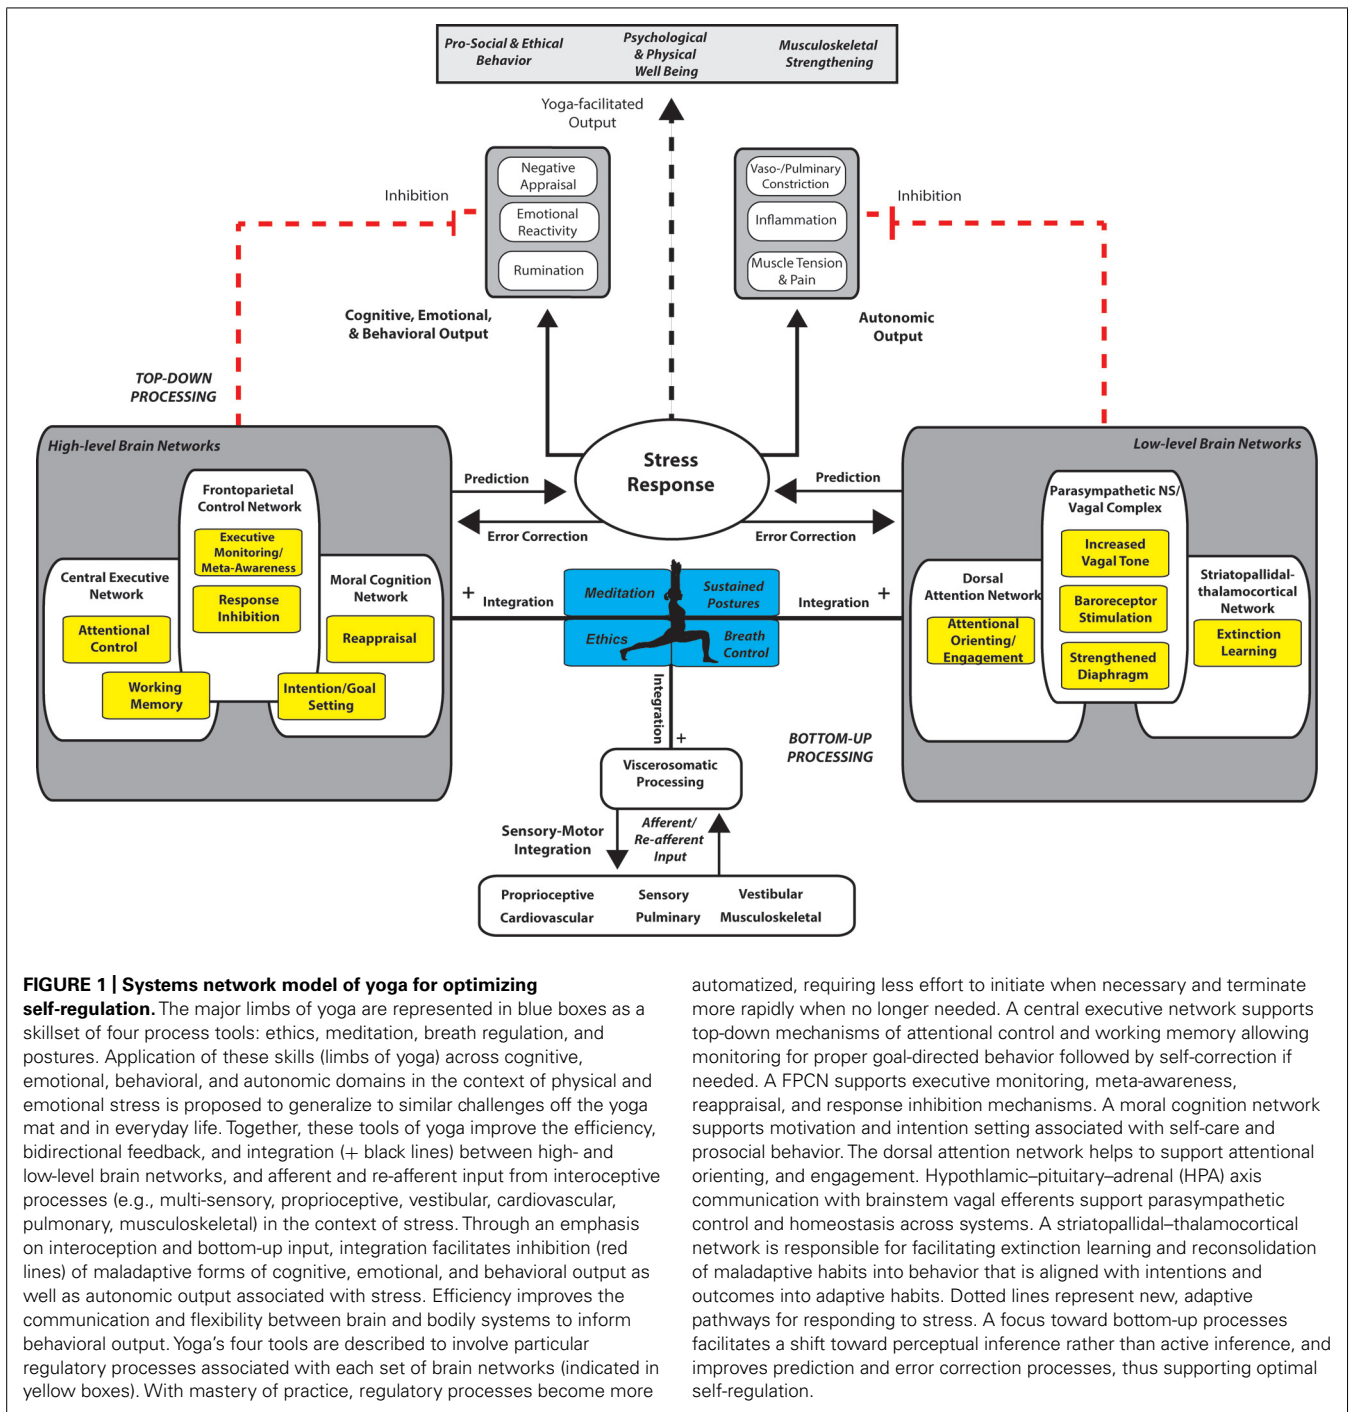 Pro-Social & Ethical
Behavior
Psychological
& Physical
Well Being
Musculoskeletal
Strengthening
Yoga-facilitated
Output
Negative
Appraisal
Emotional
Reactivity
Rumination
Vaso-/Pulminary
Constriction
Inflammation
Muscle Tension
& Pain
Inhibition
Inhibition
Cognitive, Emotional,
& Behavioral Output
Autonomic
Output
TOP-DOWN
PROCESSING
High-level Brain Networks
Frontoparietal
Control Network
Executive
Monitoring/
Meta-Awareness
Response
Inhibition
Central Executive
Network
Attentional
Control
Working
Memory
Moral Cognition
Network
Reappraisal
Intention/Goal
Setting
Stress
Response
Prediction
Error Correction
Prediction
Error Correction
+
Integration
Meditation
Sustained
Postures
Ethics
Breath
Control
Integration
+
Low-level Brain Networks
Parasympathetic NS/
Vagal Complex
Increased
Vagal Tone
Baroreceptor
Stimulation
Strengthened
Diaphragm
Dorsal
Attention Network
Attentional
Orienting/
Engagement
Striatopallidal-
thalamocortical
Network
Extinction
Learning
Integration
+
BOTTOM-UP
PROCESSING
Viscerosomatic
Processing
Sensory-Motor
Integration
Afferent/
Re-afferent
Input
Proprioceptive Sensory Vestibular
Cardiovascular Pulminary Musculoskeletal
FIGURE 1 | Systems network model of yoga for optimizing
self-regulation. The major limbs of yoga are represented in blue boxes as a
skillset of four process tools: ethics, meditation, breath regulation, and
postures. Application of these skills (limbs of yoga) across cognitive,
emotional, behavioral, and autonomic domains in the context of physical and
emotional stress is proposed to generalize to similar challenges off the yoga
mat and in everyday life. Together, these tools of yoga improve the efficiency,
bidirectional feedback, and integration (+ black lines) between high- and
low-level brain networks, and afferent and re-afferent input from interoceptive
processes (e.g., multi-sensory, proprioceptive, vestibular, cardiovascular,
pulmonary, musculoskeletal) in the context of stress. Through an emphasis
on interoception and bottom-up input, integration facilitates inhibition (red
lines) of maladaptive forms of cognitive, emotional, and behavioral output as
well as autonomic output associated with stress. Efficiency improves the
communication and flexibility between brain and bodily systems to inform
behavioral output. Yoga's four tools are described to involve particular
regulatory processes associated with each set of brain networks (indicated in
yellow boxes). With mastery of practice, regulatory processes become more
automatized, requiring less effort to initiate when necessary and terminate
more rapidly when no longer needed. A central executive network supports
top-down mechanisms of attentional control and working memory allowing
monitoring for proper goal-directed behavior followed by self-correction if
needed. A FPCN supports executive monitoring, meta-awareness,
reappraisal, and response inhibition mechanisms. A moral cognition network
supports motivation and intention setting associated with self-care and
prosocial behavior. The dorsal attention network helps to support attentional
orienting, and engagement. Hypothlamic–pituitary–adrenal (HPA) axis
communication with brainstem vagal efferents support parasympathetic
control and homeostasis across systems. A striatopallidal–thalamocortical
network is responsible for facilitating extinction learning and reconsolidation
of maladaptive habits into behavior that is aligned with intentions and
outcomes into adaptive habits. Dotted lines represent new, adaptive
pathways for responding to stress. A focus toward bottom-up processes
facilitates a shift toward perceptual inference rather than active inference, and
improves prediction and error correction processes, thus supporting optimal
self-regulation.